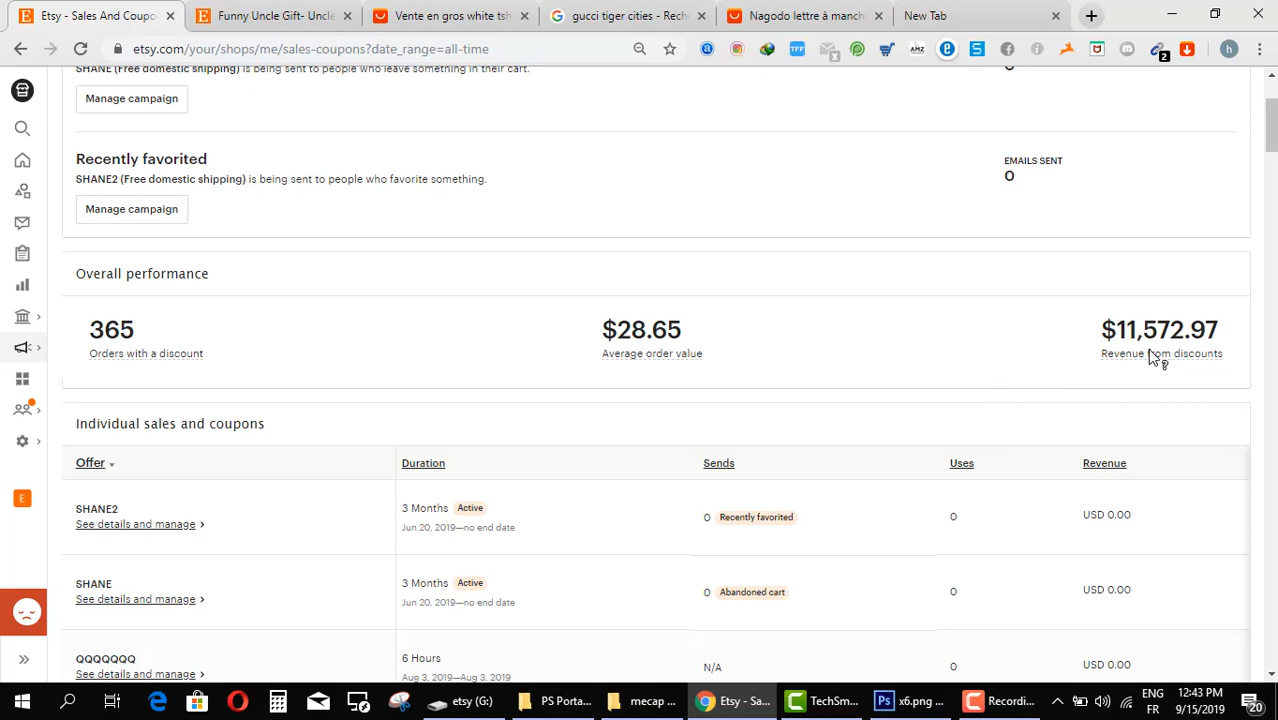 Etsy - Sales And Coupo
Funny Uncle Gift- Uncle
Vente en gros white tsh
gucci tiger cities - Rech
Nagodo lettre à manch
New Tab
etsy.com/your/shops/me/sales-coupons?date_range=all-time
SHANE (Free domestic shipping) is being sent to people who leave something in their cart.
0
Manage campaign
Recently favorited
EMAILS SENT
SHANE2 (Free domestic shipping) is being sent to people who favorite something.
0
Manage campaign
Overall performance
365
$28.65
$11,572.97
Orders with a discount
Average order value
Revenue from discounts
Individual sales and coupons
Offer
Duration
Sends
Uses
Revenue
SHANE2
3 Months Active
0 Recently favorited
0
USD 0.00
See details and manage
Jun 20, 2019—no end date
SHANE
3 Months Active
0 Abandoned cart
0
USD 0.00
See details and manage
Jun 20, 2019—no end date
QQQQQQQ
6 Hours
N/A
0
USD 0.00
See details and manage
Aug 3, 2019—Aug 3, 2019
etsy (G:)
PS Porta...
mecap ...
Etsy - Sa...
TechSm...
x6.png ...
Recordi...
ENG
FR
12:43 PM
9/15/2019
20